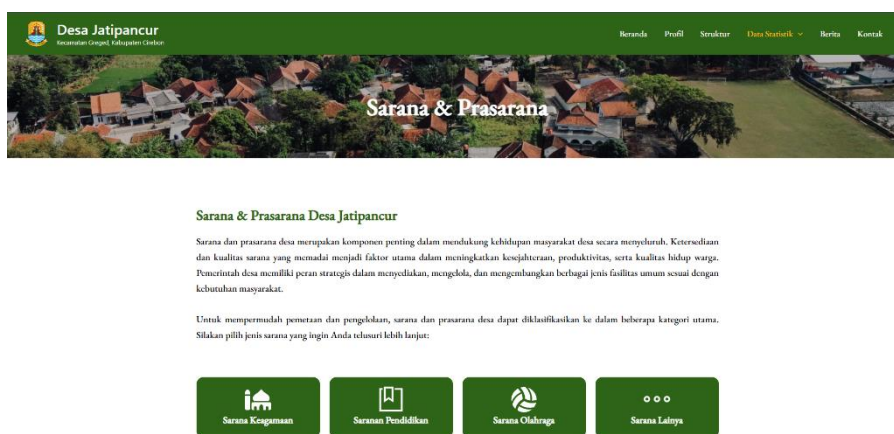 Desa Jatipancur
Kecamatan Greged, Kabupaten Cirebon
Beranda Profil Struktur Data Statistik Berita Kontak
Sarana & Prasarana
Sarana & Prasarana Desa Jatipancur
Sarana dan prasarana desa merupakan komponen penting dalam mendukung kehidupan masyarakat desa secara menyeluruh. Ketersediaan
dan kualitas sarana yang memadai menjadi faktor utama dalam meningkatkan kesejahteraan, produktivitas, serta kualitas hidup warga.
Pemerintah desa memiliki peran strategis dalam menyediakan, mengelola, dan mengembangkan berbagai jenis fasilitas umum sesuai dengan
kebutuhan masyarakat.
Untuk mempermudah pemetaan dan pengelolaan, sarana dan prasarana desa dapat diklasifikasikan ke dalam beberapa kategori utama.
Silakan pilih jenis sarana yang ingin Anda telusuri lebih lanjut:
Sarana Keagamaan
Saranan Pendidikan
Sarana Olahraga
Sarana Lainya